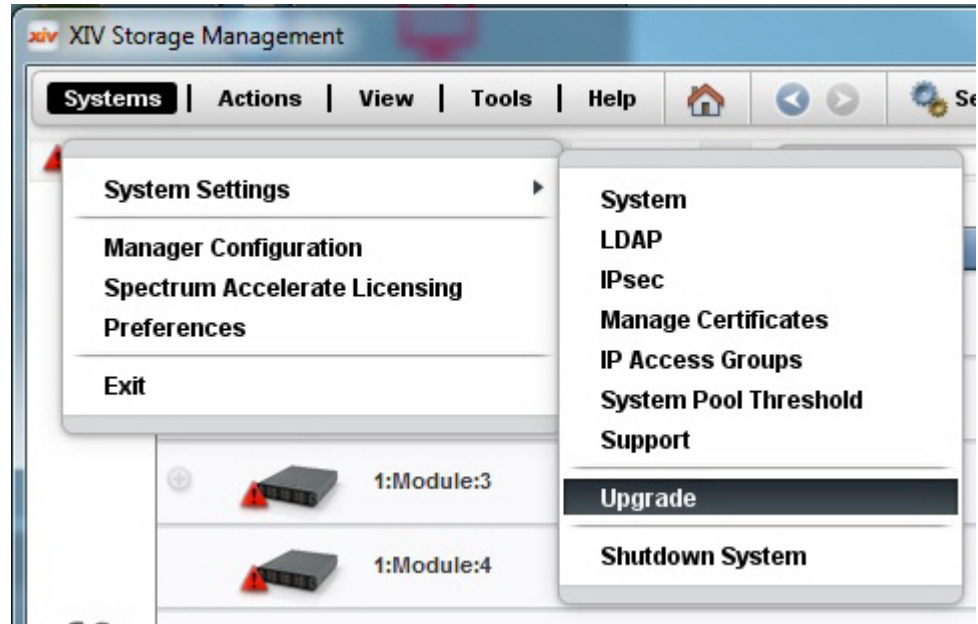 xiv XIV Storage Management
Systems | Actions | View | Tools | Help Se
System Settings
Manager Configuration
Spectrum Accelerate Licensing
Preferences
Exit
System
LDAP
IPsec
Manage Certificates
IP Access Groups
System Pool Threshold
Support
Upgrade
Shutdown System
1:Module:3
1:Module:4